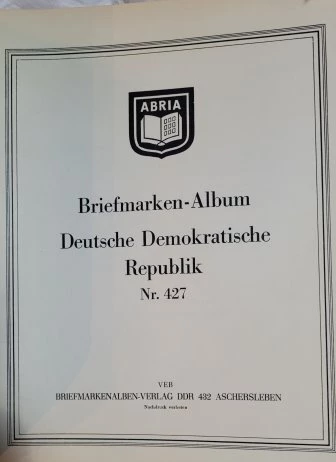 ABRIA
Briefmarken-Album
Deutsche Demokratische
Republik
Nr. 427
VEB
BRIEFMARKENALBEN-VERLAG DDR 432 ASCHERSLEBEN
Nachdruck verboten